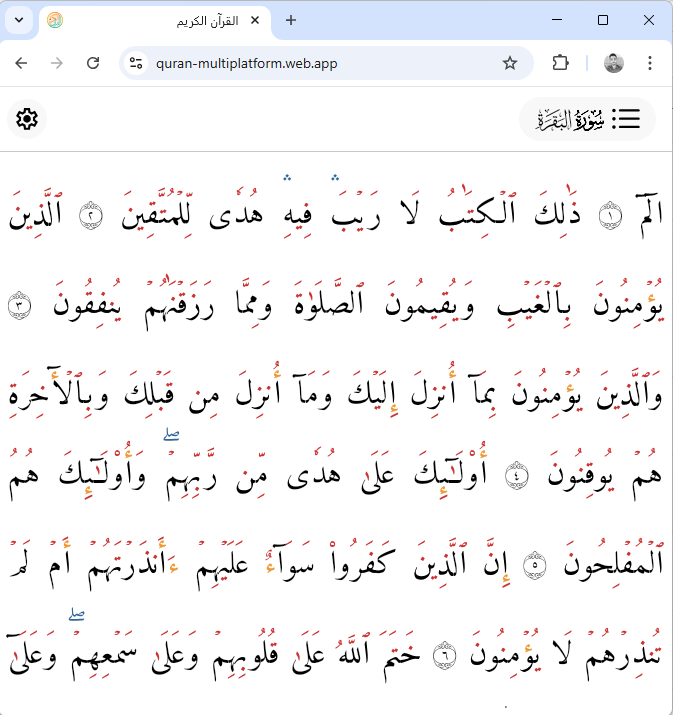 القرآن الكريم
quran-multiplatform.web.app
سُورَةُ البَقَرَةِ
الٓمٓ ١ ذَٰلِكَ ٱلْكِتَٰبُ لَا رَيْبَ ۛ فِيهِ ۛ هُدًى لِّلْمُتَّقِينَ ٢ ٱلَّذِينَ
يُؤْمِنُونَ بِٱلْغَيْبِ وَيُقِيمُونَ ٱلصَّلَوٰةَ وَمِمَّا رَزَقْنَٰهُمْ يُنفِقُونَ ٣
وَٱلَّذِينَ يُؤْمِنُونَ بِمَآ أُنزِلَ إِلَيْكَ وَمَآ أُنزِلَ مِن قَبْلِكَ وَبِٱلْأٓخِرَةِ
هُمْ يُوقِنُونَ ٤ أُوْلَٰٓئِكَ عَلَىٰ هُدًى مِّن رَّبِّهِمْ ۖ وَأُوْلَٰٓئِكَ هُمُ
ٱلْمُفْلِحُونَ ٥ إِنَّ ٱلَّذِينَ كَفَرُواْ سَوَآءٌ عَلَيْهِمْ ءَأَنذَرْتَهُمْ أَمْ لَمْ
تُنذِرْهُمْ لَا يُؤْمِنُونَ ٦ خَتَمَ ٱللَّهُ عَلَىٰ قُلُوبِهِمْ وَعَلَىٰ سَمْعِهِمْ ۖ وَعَلَىٰٓ